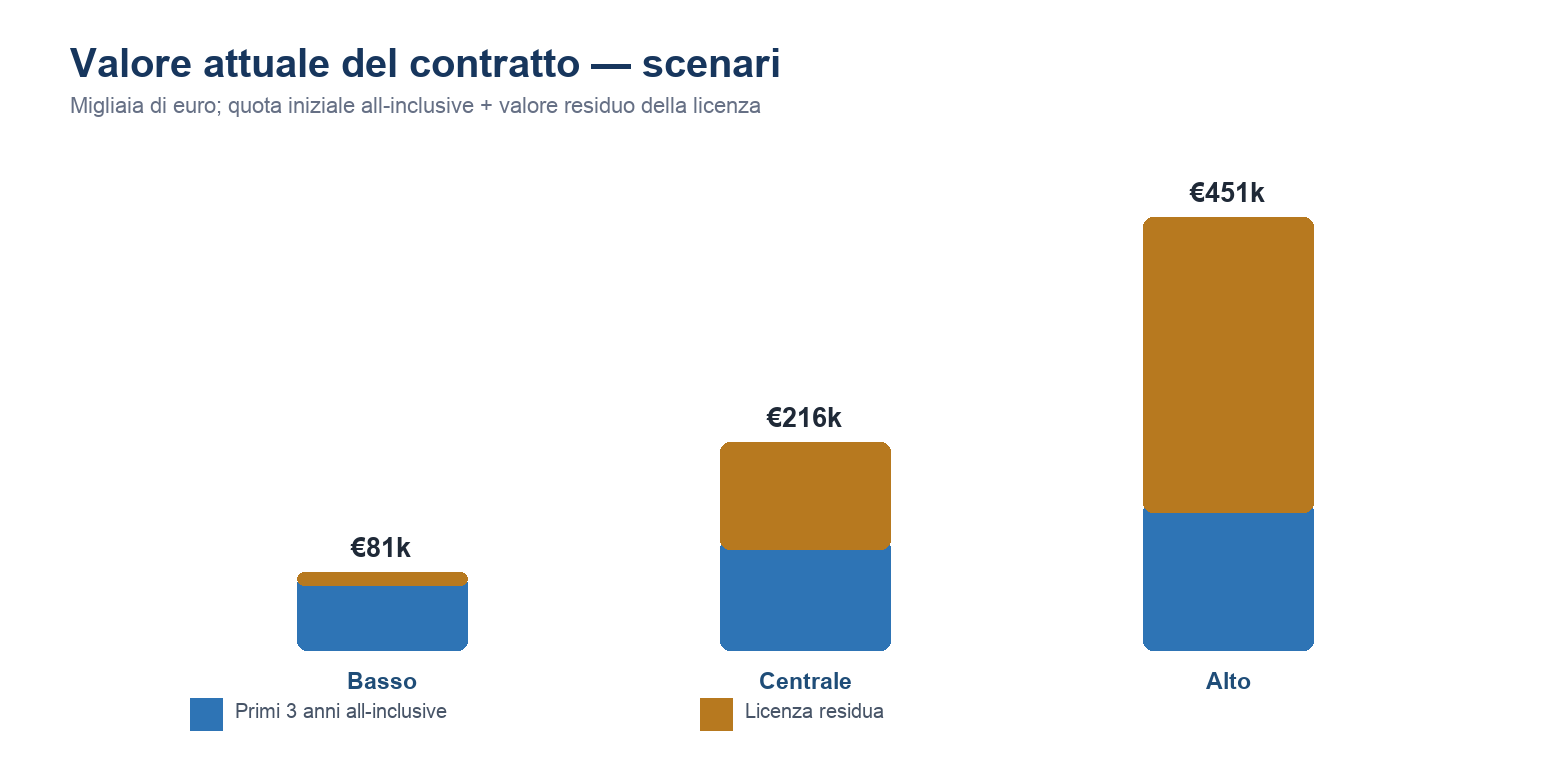 Valore attuale del contratto — scenari
Migliaia di euro; quota iniziale all-inclusive + valore residuo della licenza
€451k
€216k
€81k
Basso
Centrale
Alto
Primi 3 anni all-inclusive
Licenza residua